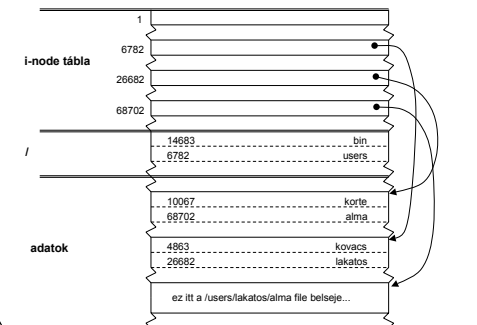 1
6782
i-node tábla
26682
68702
14683 bin
/
6782 users
10067 korte
68702 alma
adatok
4863 kovacs
26682 lakatos
ez itt a /users/lakatos/alma file belseje...